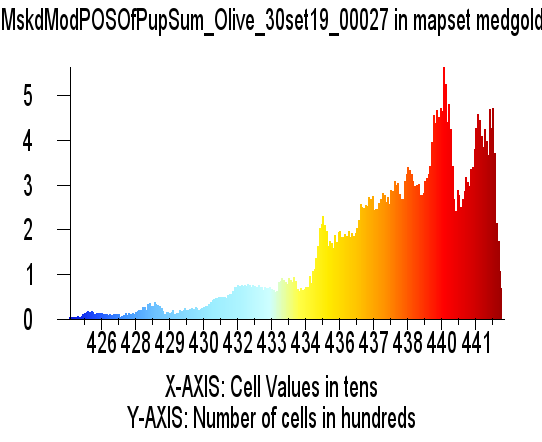 MskdModPOSOfPupSum_Olive_30set19_00027 in mapset medgold
5
4
3
2
1
0
426 428 429 430 432 433 434 436 437 438 440 441
X-AXIS: Cell Values in tens
Y-AXIS: Number of cells in hundreds